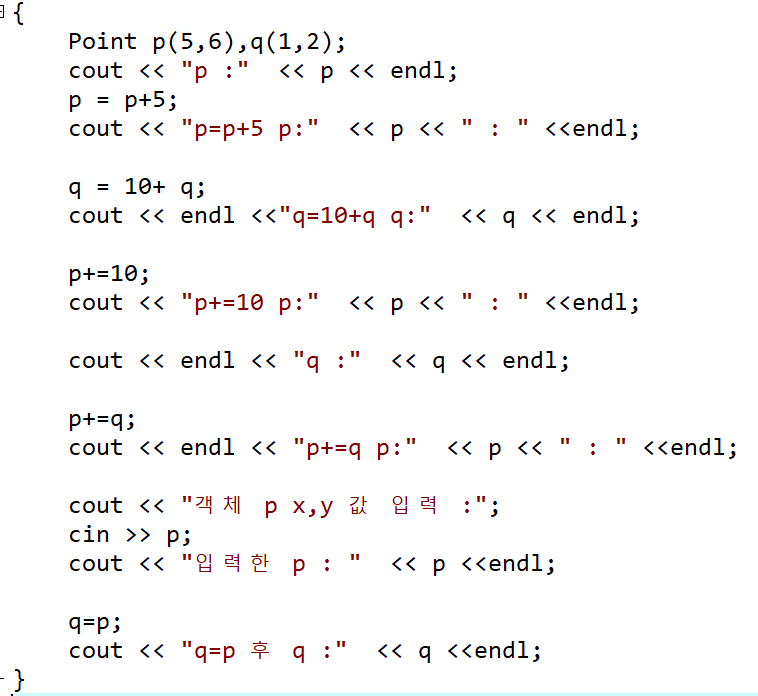 {
Point p(5,6),q(1,2);
cout << "p :"  << p << endl;
p = p+5;
cout << "p=p+5 p:"  << p << " : " <<endl;
q = 10+ q;
cout << endl <<"q=10+q q:"  << q << endl;
p+=10;
cout << "p+=10 p:"  << p << " : " <<endl;
cout << endl << "q :"  << q << endl;
p+=q;
cout << endl << "p+=q p:"  << p << " : " <<endl;
cout << "객체 p x,y 값 입력 :";
cin >> p;
cout << "입력한 p : "  << p <<endl;
q=p;
cout << "q=p 후 q :"  << q <<endl;
}